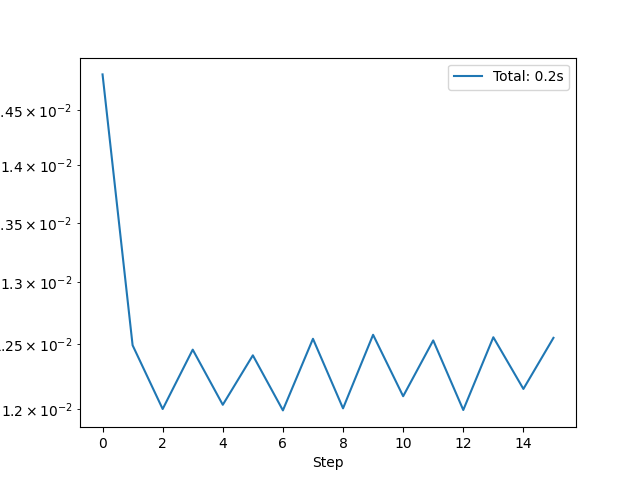 Total: 0.2s
.45 × 10⁻²
1.4 × 10⁻²
.35 × 10⁻²
1.3 × 10⁻²
.25 × 10⁻²
1.2 × 10⁻²
0 2 4 6 8 10 12 14
Step